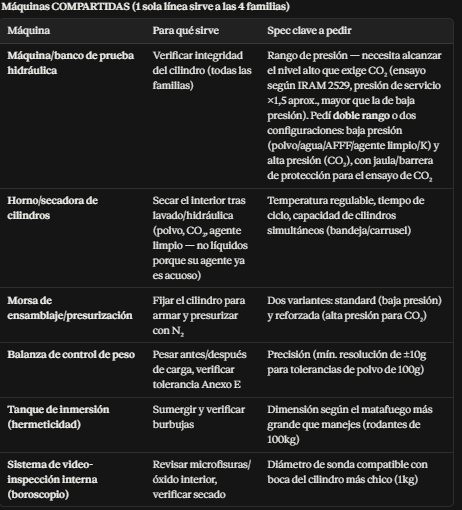 Máquinas COMPARTIDAS (1 sola línea sirve a las 4 familias)
Máquina
Para qué sirve
Spec clave a pedir
Máquina/banco de prueba
hidráulica
Verificar integridad
del cilindro (todas las
familias)
Rango de presión — necesita alcanzar
el nivel alto que exige CO₂ (ensayo
según IRAM 2529, presión de servicio
×1,5 aprox., mayor que la de baja
presión). Pedí doble rango o dos
configuraciones: baja presión
(polvo/agua/AFFF/agente limpio/K) y
alta presión (CO₂), con jaula/barrera
de protección para el ensayo de CO₂
Horno/secadora de
cilindros
Secar el interior tras
lavado/hidráulica
(polvo, CO₂, agente
limpio — no líquidos
porque su agente ya
es acuoso)
Temperatura regulable, tiempo de
ciclo, capacidad de cilindros
simultáneos (bandeja/carrusel)
Morsa de
ensamblaje/presurización
Fijar el cilindro para
armar y presurizar
con N₂
Dos variantes: standard (baja presión)
y reforzada (alta presión para CO₂)
Balanza de control de peso
Pesar antes/después
de carga, verificar
tolerancia Anexo E
Precisión (mín. resolución de ±10g
para tolerancias de polvo de 100g)
Tanque de inmersión
(hermeticidad)
Sumergir y verificar
burbujas
Dimensión según el matafuego más
grande que manejes (rodantes de
100kg)
Sistema de video-
inspección interna
(boroscopio)
Revisar microfisuras/
óxido interior,
verificar secado
Diámetro de sonda compatible con
boca del cilindro más chico (1kg)